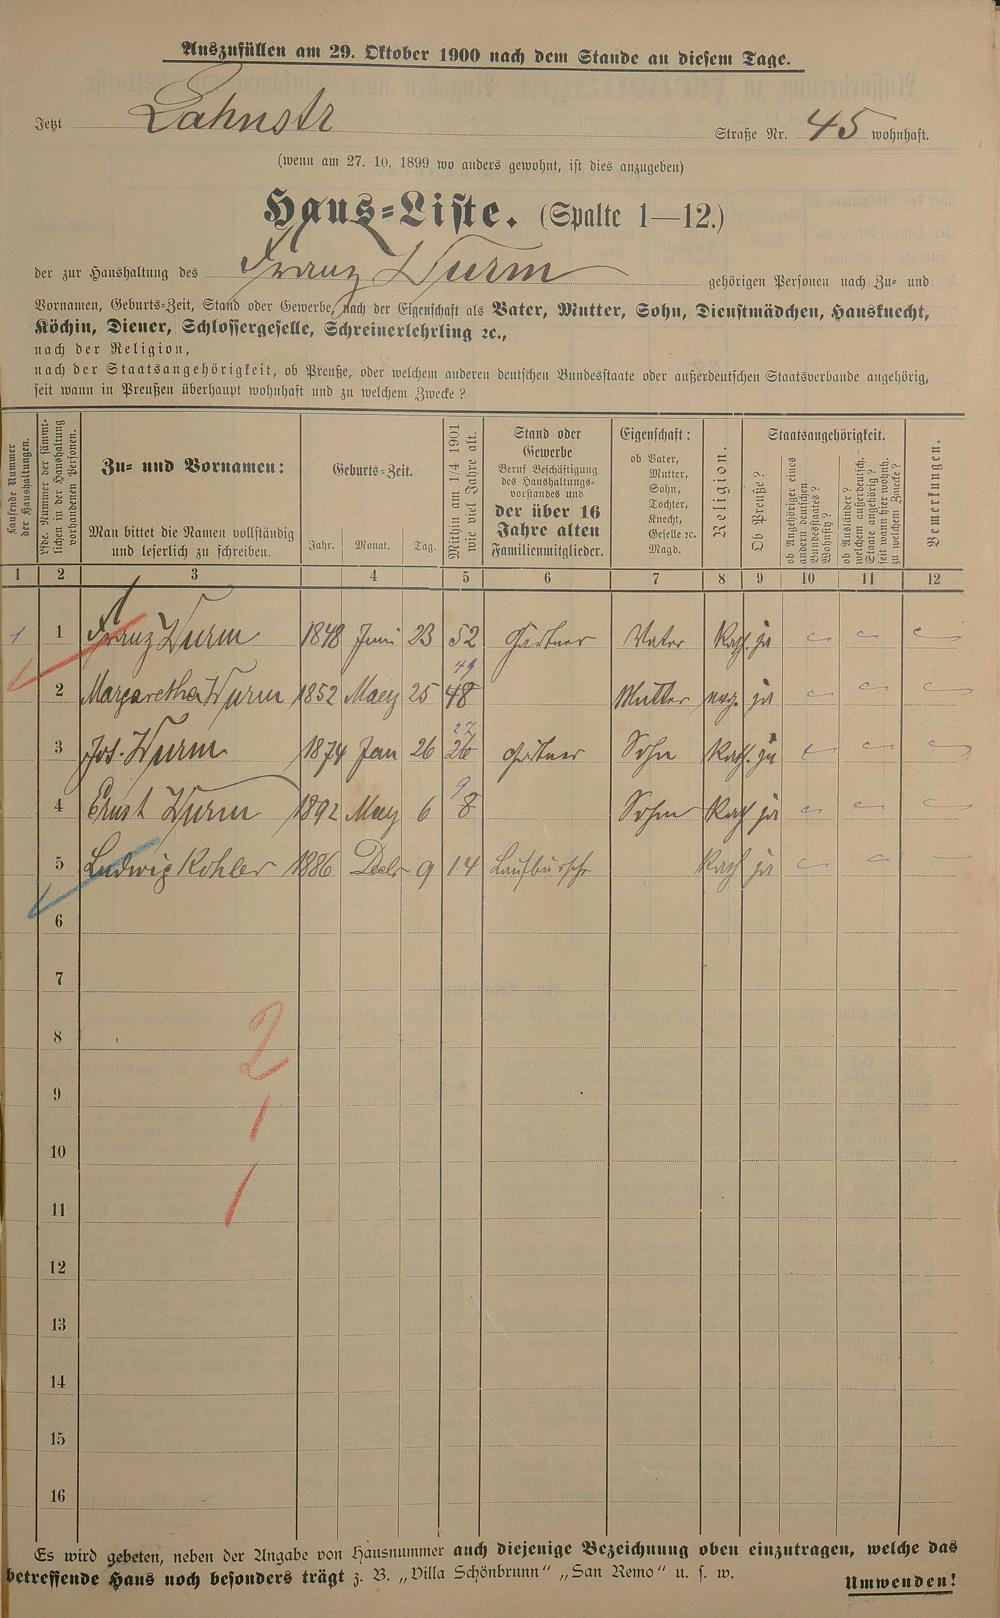 Auszufüllen am 29. Oktober 1900 nach dem Stande an diesem Tage.
Jetzt Lahnstr Straße Nr. 45 wohnhaft.
(wenn am 27. 10. 1899 wo anders gewohnt, ist dies anzugeben)
Haus=Liste. (Spalte 1—12.)
der zur Haushaltung des Franz Wurm gehörigen Personen nach Zu= und
Vornamen, Geburts=Zeit, Stand oder Gewerbe, nach der Eigenschaft als Vater, Mutter, Sohn, Dienstmädchen, Hausknecht,
Köchin, Diener, Schlossergeselle, Schreinerlehrling ꝛc.,
nach der Religion,
nach der Staatsangehörigkeit, ob Preuße, oder welchem anderen deutschen Bundesstaate oder außerdeutschen Staatsverbande angehörig,
seit wann in Preußen überhaupt wohnhaft und zu welchem Zwecke?
Laufende Nummer
der Haushaltungen.
Lfde. Nummer der sämmt=
lichen in der Haushaltung
vorhandenen Personen.
Zu= und Vornamen:
Man bittet die Namen vollständig
und leserlich zu schreiben.
Geburts=Zeit.
Jahr. Monat. Tag.
Mithin am 1/4 1901
wie viel Jahre alt.
Stand oder
Gewerbe
Beruf Beschäftigung
des Haushaltungs=
vorstandes und
der über 16
Jahre alten
Familienmitglieder.
Eigenschaft:
ob Vater,
Mutter,
Sohn,
Tochter,
Knecht,
Geselle ꝛc.
Magd.
Religion.
Staatsangehörigkeit.
Ob Preuße?
ob Angehöriger eines
andern deutschen
Bundesstaates?
Wohnsitz?
ob Ausländer?
welchem außerdeutsch.
Staate angehörig?
seit wann hier wohnh.
zu welchem Zwecke?
Bemerkungen.
1 2 3 4 5 6 7 8 9 10 11 12
1 1 Franz Wurm 1848 Juni 23 52 Gärtner Vater Kath. ja
49
2 Margaretha Wurm 1852 Maerz 25 48 Mutter ja
27
3 Jos. Wurm 1874 Jan 26 26 Gärtner Sohn Kath. ja
9
4 Ernst Wurm 1892 6 8 Sohn Kath ja
5 Ludwig Kohler 1886 Decbr 9 14 Laufbursche Kath ja
6
7
8
2
9
1
10
11
1
12
13
14
15
16
Es wird gebeten, neben der Angabe von Hausnummer auch diejenige Bezeichnung oben einzutragen, welche das
betreffende Haus noch besonders trägt z. B. „Villa Schönbrunn“ „San Remo“ u. s. w.
Umwenden!